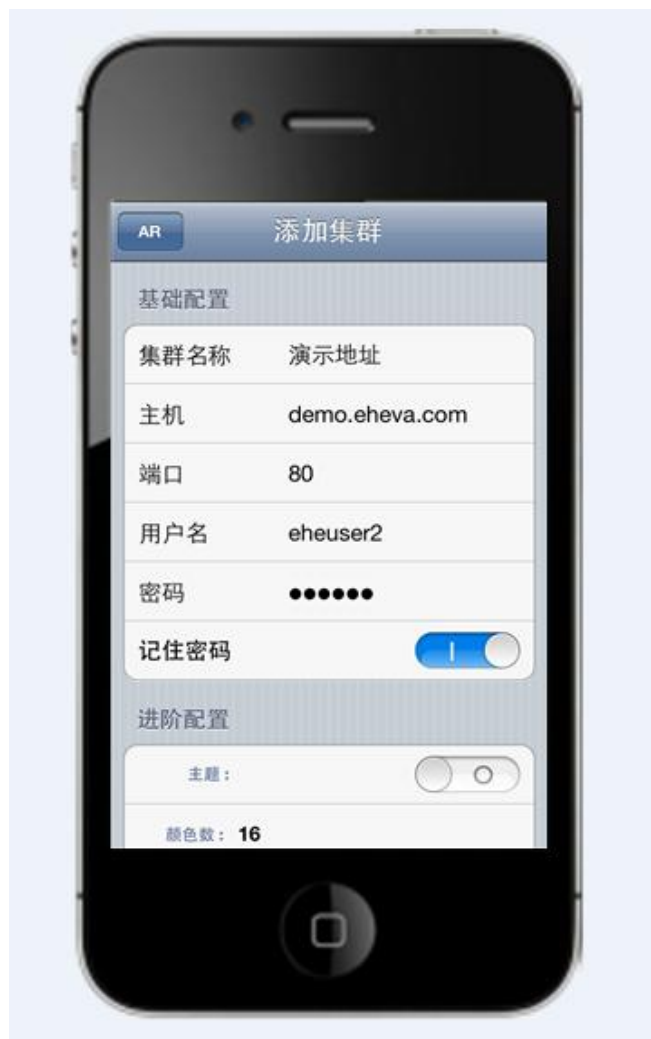 AR
添加集群
基础配置
集群名称 演示地址
主机 demo.eheva.com
端口 80
用户名 eheuser2
密码 ●●●●●●
记住密码
进阶配置
主题：
颜色数：16